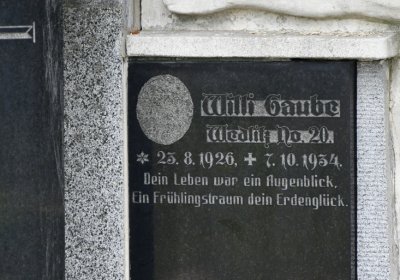 Willi Gaube
Wedlitz No. 20.
* 23. 8. 1926, + 7. 10. 1934.
Dein Leben war ein Augenblick,
Ein Frühlingstraum dein Erdenglück.